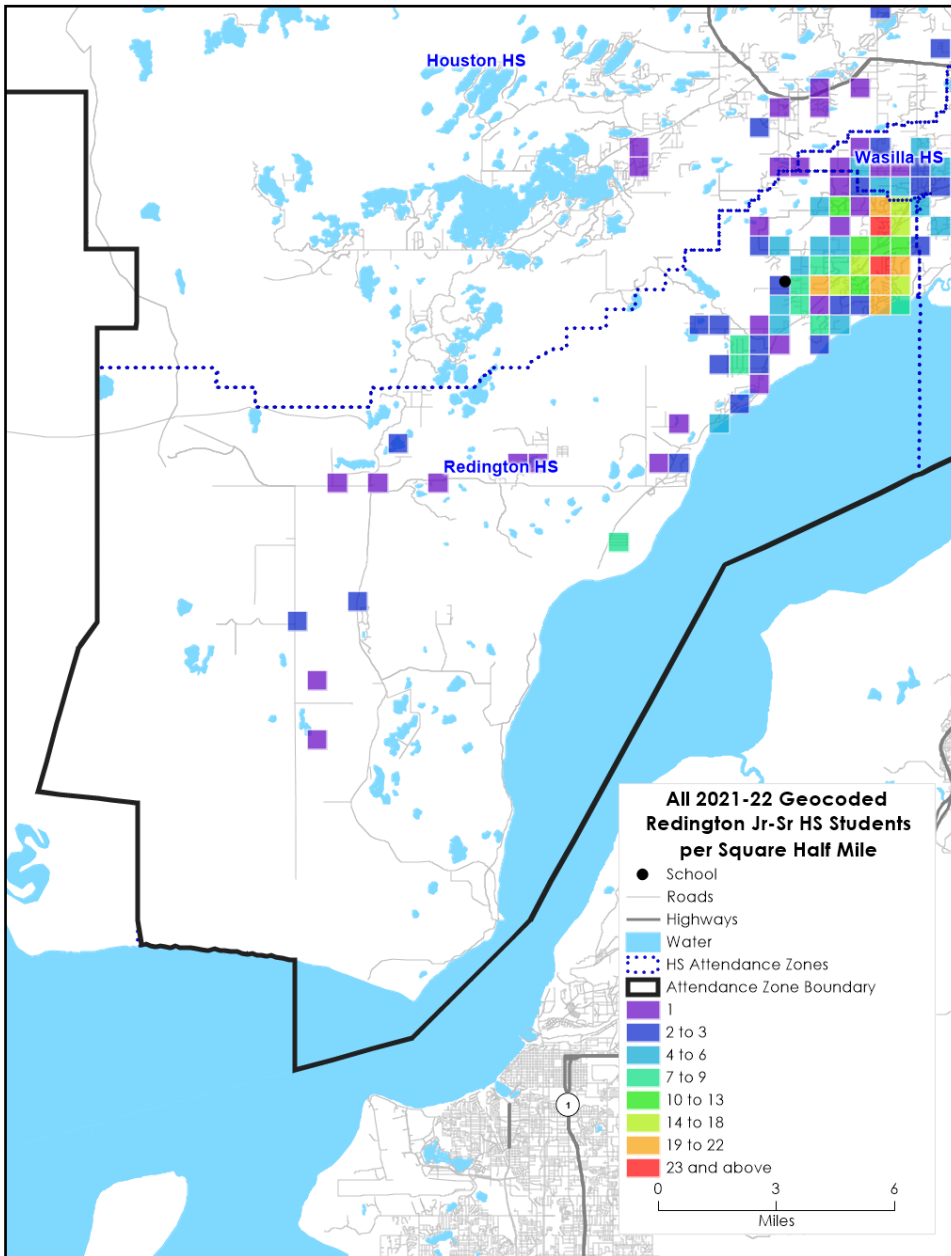 Houston HS
Wasilla HS
Redington HS
All 2021-22 Geocoded
Redington Jr-Sr HS Students
per Square Half Mile
School
Roads
Highways
Water
HS Attendance Zones
Attendance Zone Boundary
1
2 to 3
4 to 6
7 to 9
10 to 13
14 to 18
19 to 22
23 and above
1
0 3 6
Miles